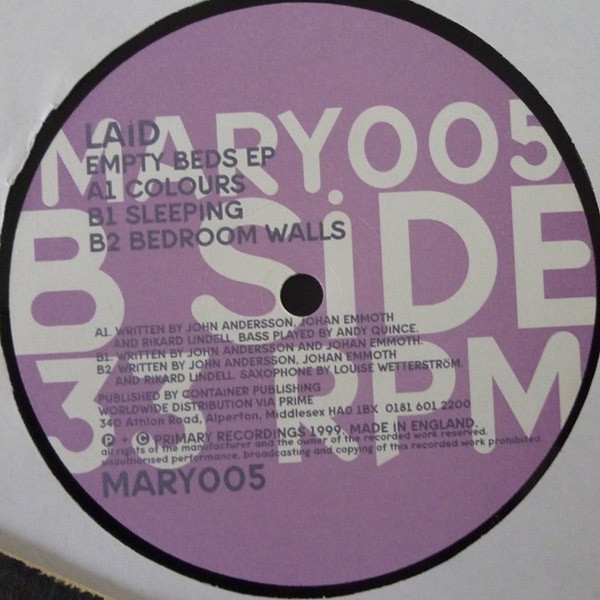 MARY005
B SiDE
33 RPM
LAiD
EMPTY BEDS EP
A1 COLOURS
B1 SLEEPiNG
B2 BEDROOM WALLS
A1. WRITTEN BY JOHN ANDERSSON, JOHAN EMMOTH
AND RIKARD LINDELL. BASS PLAYED BY ANDY QUINCE.
B1. WRITTEN BY JOHN ANDERSSON AND JOHAN EMMOTH.
B2. WRITTEN BY JOHN ANDERSSON, JOHAN EMMOTH
AND RIKARD LINDELL. SAXOPHONE BY LOUISE WETTERSTRÖM.
PUBLISHED BY CONTAINER PUBLISHING
WORLDWIDE DISTRIBUTION VIA PRIME
340 Athlon Road, Alperton, Middlesex HA0 1BX 0181 601 2200
℗ + © PRIMARY RECORDINGS 1999. MADE IN ENGLAND.
all rights of the manufacturer and the owner of the recorded work reserved.
unauthorised performance, broadcasting and copying of this recorded work prohibited.
MARY005